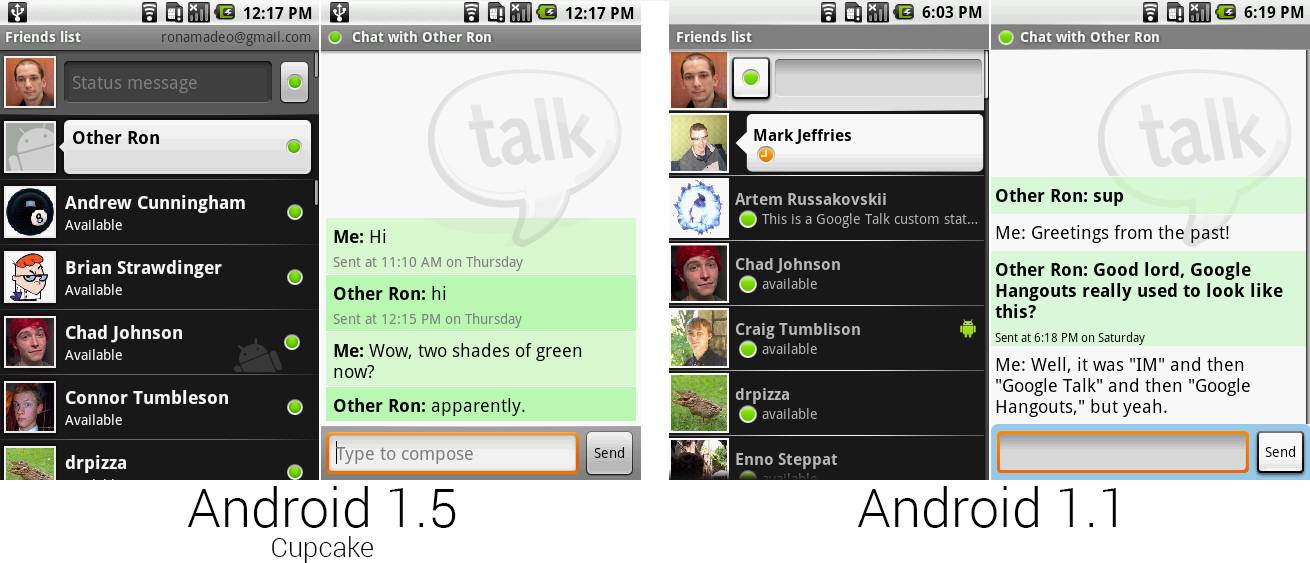 12:17 PM
Friends list ronamadeo@gmail.com
Status message
Other Ron
Andrew Cunningham
Available
Brian Strawdinger
Available
Chad Johnson
Available
Connor Tumbleson
Available
drpizza
12:17 PM
Chat with Other Ron
talk
Me: Hi
Sent at 11:10 AM on Thursday
Other Ron: hi
Sent at 12:15 PM on Thursday
Me: Wow, two shades of green
now?
Other Ron: apparently.
Type to compose
Send
Android 1.5
Cupcake
6:03 PM
Friends list
Mark Jeffries
Artem Russakovskii
This is a Google Talk custom stat...
Chad Johnson
available
Craig Tumblison
available
drpizza
available
Enno Steppat
available
6:19 PM
Chat with Other Ron
talk
Other Ron: sup
Me: Greetings from the past!
Other Ron: Good lord, Google
Hangouts really used to look like
this?
Sent at 6:18 PM on Saturday
Me: Well, it was "IM" and then
"Google Talk" and then "Google
Hangouts," but yeah.
Send
Android 1.1